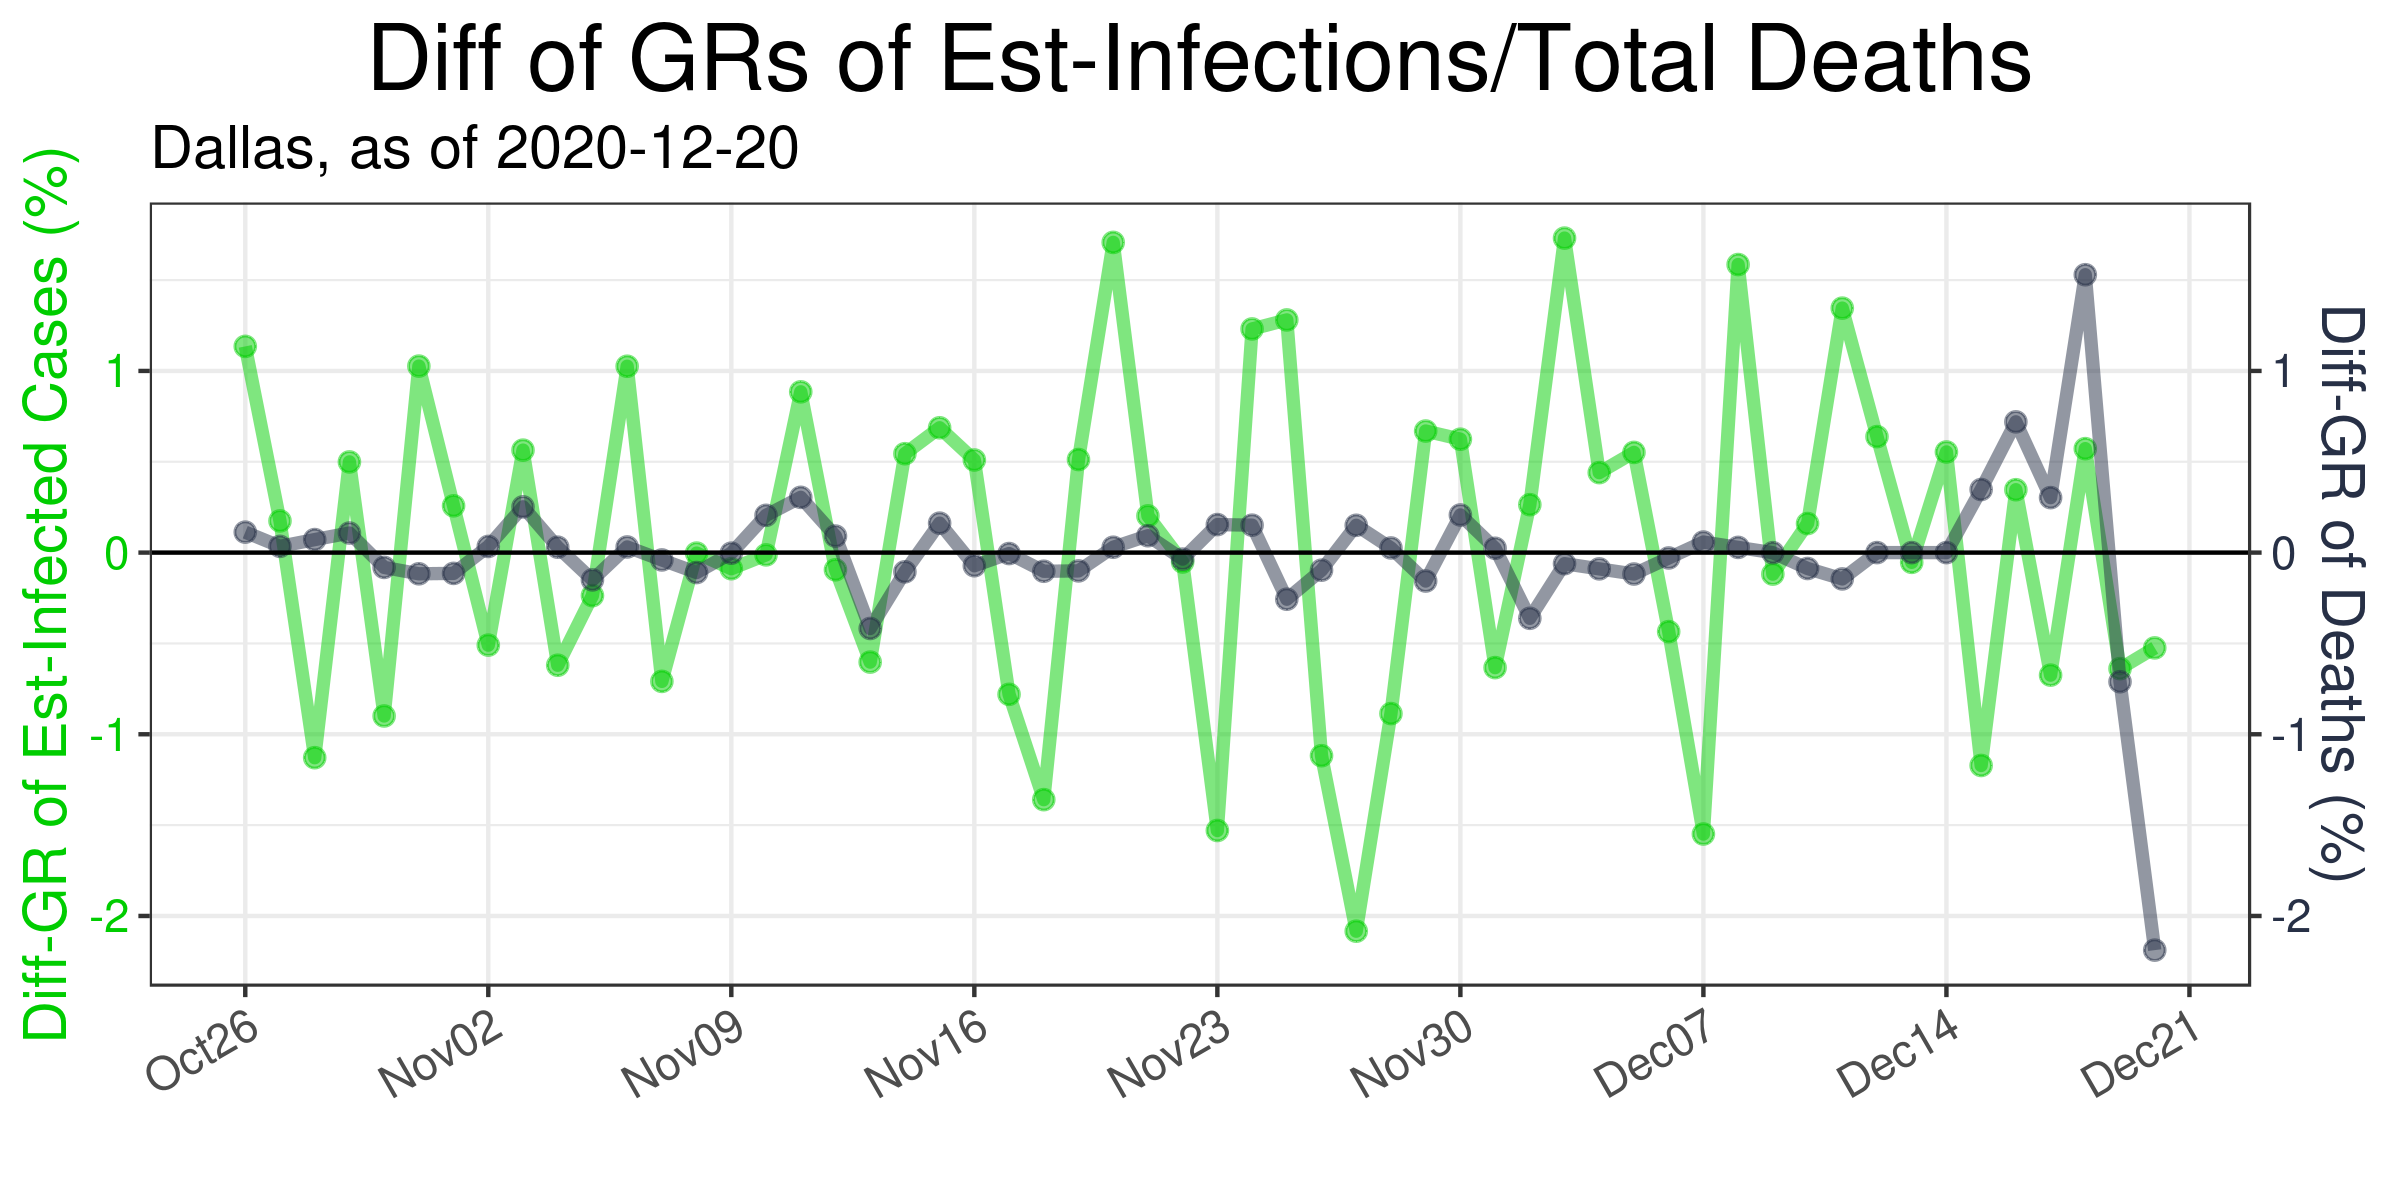 Diff of GRs of Est-Infections/Total Deaths
Dallas, as of 2020-12-20
Diff-GR of Est-Infected Cases (%)
1
0
-1
-2
1
0
-1
-2
Diff-GR of Deaths (%)
Oct26
Nov02
Nov09
Nov16
Nov23
Nov30
Dec07
Dec14
Dec21